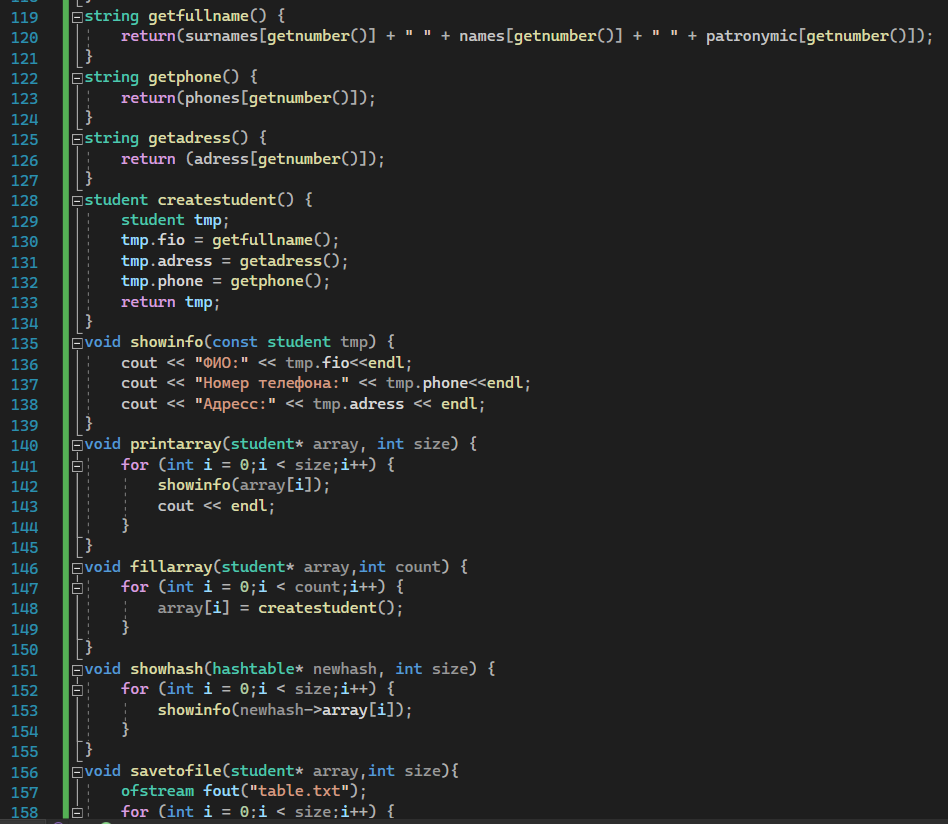 119 string getfullname() {
120 return(surnames[getnumber()] + " " + names[getnumber()] + " " + patronymic[getnumber()]);
121 }
122 string getphone() {
123 return(phones[getnumber()]);
124 }
125 string getadress() {
126 return (adress[getnumber()]);
127 }
128 student createstudent() {
129 student tmp;
130 tmp.fio = getfullname();
131 tmp.adress = getadress();
132 tmp.phone = getphone();
133 return tmp;
134 }
135 void showinfo(const student tmp) {
136 cout << "ФИО:" << tmp.fio<<endl;
137 cout << "Номер телефона:" << tmp.phone<<endl;
138 cout << "Адресс:" << tmp.adress << endl;
139 }
140 void printarray(student* array, int size) {
141 for (int i = 0;i < size;i++) {
142 showinfo(array[i]);
143 cout << endl;
144 }
145 }
146 void fillarray(student* array,int count) {
147 for (int i = 0;i < count;i++) {
148 array[i] = createstudent();
149 }
150 }
151 void showhash(hashtable* newhash, int size) {
152 for (int i = 0;i < size;i++) {
153 showinfo(newhash->array[i]);
154 }
155 }
156 void savetofile(student* array,int size){
157 ofstream fout("table.txt");
158 for (int i = 0;i < size;i++) {